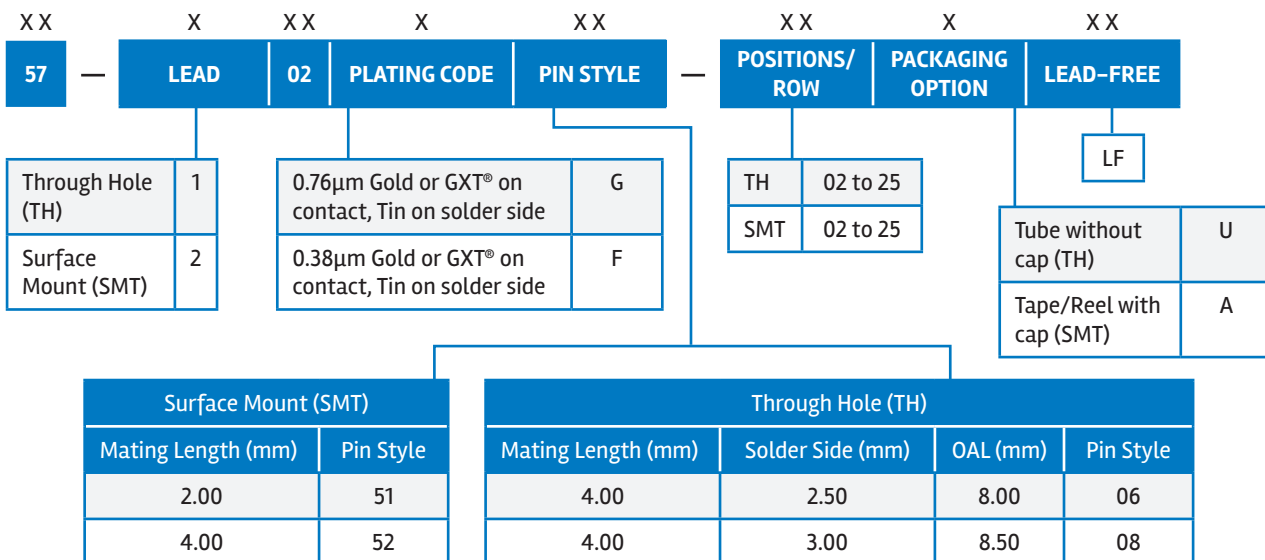 XX X XX X XX XX X XX
57 — LEAD 02 PLATING CODE PIN STYLE — POSITIONS/ PACKAGING LEAD-FREE
ROW OPTION
LF
Through Hole 1
(TH)
Surface 2
Mount (SMT)
0.76µm Gold or GXT® on G
contact, Tin on solder side
0.38µm Gold or GXT® on F
contact, Tin on solder side
TH 02 to 25
SMT 02 to 25
Tube without U
cap (TH)
Tape/Reel with A
cap (SMT)
Surface Mount (SMT)
Mating Length (mm) Pin Style
2.00 51
4.00 52
Through Hole (TH)
Mating Length (mm) Solder Side (mm) OAL (mm) Pin Style
4.00 2.50 8.00 06
4.00 3.00 8.50 08